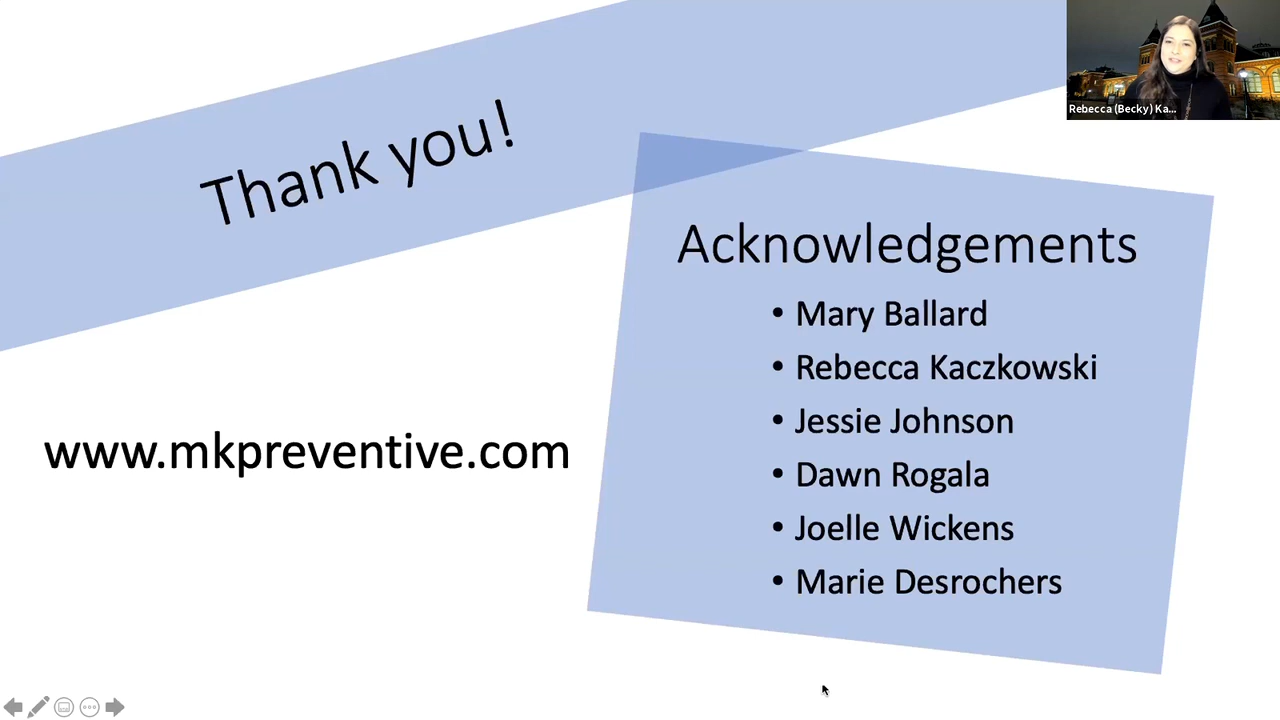 Rebecca (Becky) Ka...
Thank you!
Acknowledgements
• Mary Ballard
• Rebecca Kaczkowski
• Jessie Johnson
• Dawn Rogala
• Joelle Wickens
• Marie Desrochers
www.mkpreventive.com